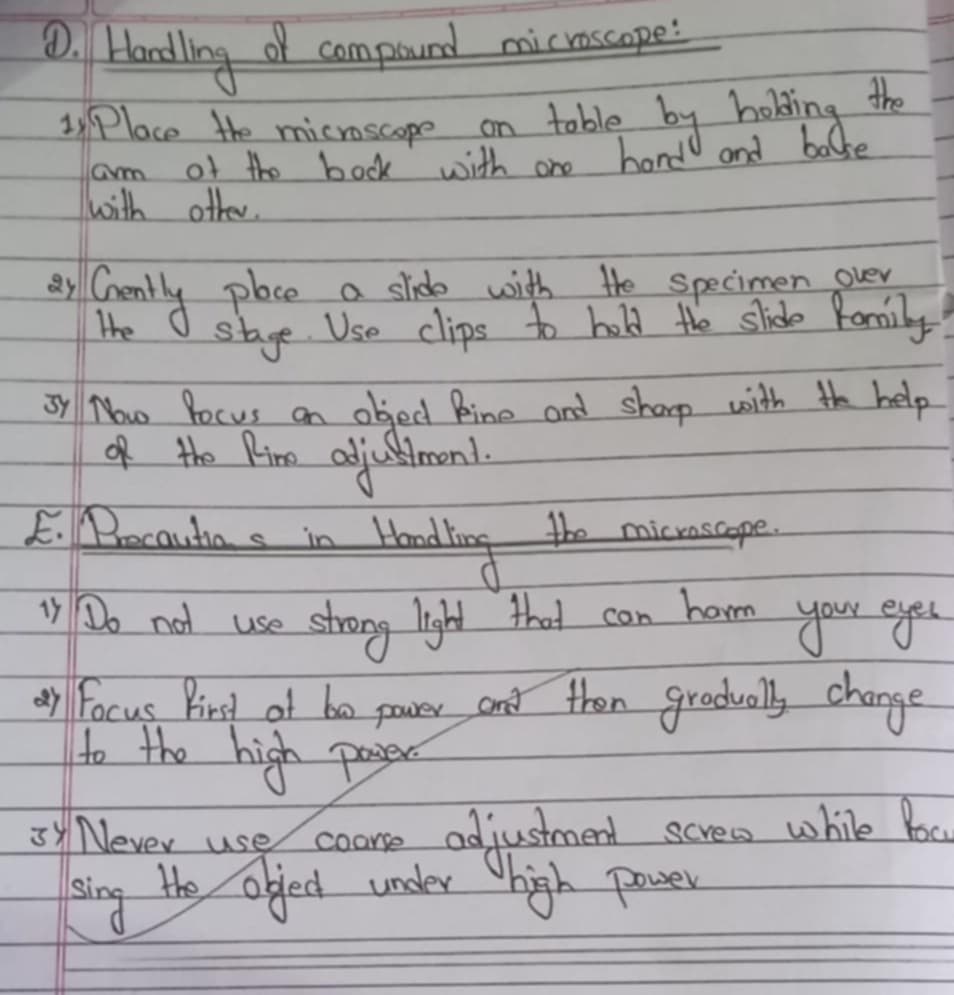 D. Handling of compound microscope:
1) Place the microscope on table by holding the
arm at the back with one hand and balse
with other.
2) Gently place a slide with the specimen over
the stage. Use clips to hold the slide family
3) Now focus an object fine and sharp with the help
of the fine adjustment.
E. Precautions in Handling the microscope.
1) Do not use strong light that can harm your eyes
2) Focus first at low power and then gradually change
to the high power.
3) Never use coarse adjustment screw while focu
sing the object under high power